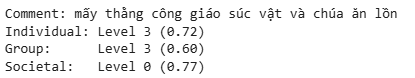 Comment: mấy thằng công giáo súc vật và chúa ăn lồn
Individual: Level 3 (0.72)
Group: Level 3 (0.60)
Societal: Level 0 (0.77)